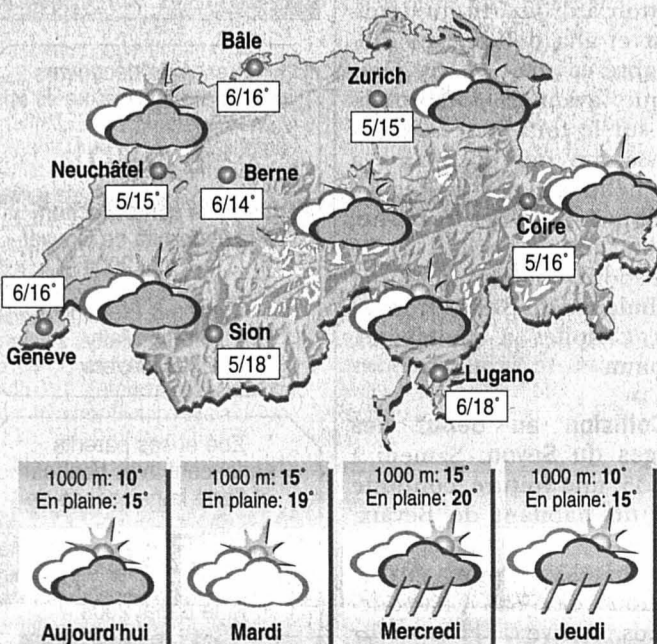 Bâle
6/16°
Zurich
5/15°
Neuchâtel
5/15°
Berne
6/14°
Coire
5/16°
6/16°
Genève
Sion
5/18°
Lugano
6/18°
1000 m: 10°
En plaine: 15°
Aujourd'hui
1000 m: 15°
En plaine: 19°
Mardi
1000 m: 15°
En plaine: 20°
Mercredi
1000 m: 10°
En plaine: 15°
Jeudi